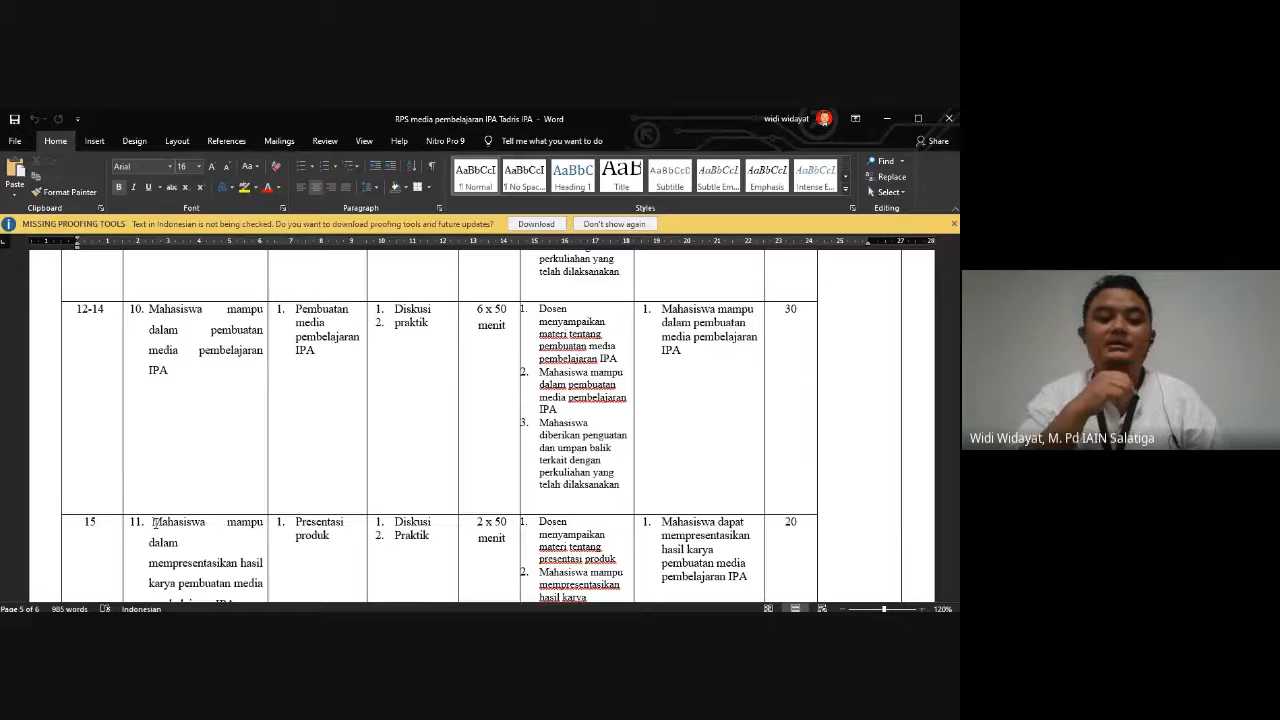 RPS media pembelajaran IPA Tadris IPA - Word
widi widayat
File Home Insert Design Layout References Mailings Review View Help Nitro Pro 9 Tell me what you want to do Share
Paste
Format Painter
Clipboard
Arial 16
Font
Paragraph
AaBbCcI AaBbCcI AaBbC AaB AaBbCcD AaBbCcI AaBbCcI AaBbCcI
¶ Normal ¶ No Spac... Heading 1 Title Subtitle Subtle Em... Emphasis Intense E...
Styles
Find
Replace
Select
Editing
MISSING PROOFING TOOLS Text in Indonesian is not being checked. Do you want to download proofing tools and future updates? Download Don't show again
perkuliahan yang
telah dilaksanakan
12-14
10. Mahasiswa mampu
dalam pembuatan
media pembelajaran
IPA
1. Pembuatan
media
pembelajaran
IPA
1. Diskusi
2. praktik
6 x 50
menit
1. Dosen
menyampaikan
materi tentang
pembuatan media
pembelajaran IPA
2. Mahasiswa mampu
dalam pembuatan
media pembelajaran
IPA
3. Mahasiswa
diberikan penguatan
dan umpan balik
terkait dengan
perkuliahan yang
telah dilaksanakan
1. Mahasiswa mampu
dalam pembuatan
media pembelajaran
IPA
30
15
11. Mahasiswa mampu
dalam
mempresentasikan hasil
karya pembuatan media
1. Presentasi
produk
1. Diskusi
2. Praktik
2 x 50
menit
1. Dosen
menyampaikan
materi tentang
presentasi produk
2. Mahasiswa mampu
mempresentasikan
hasil karya
1. Mahasiswa dapat
mempresentasikan
hasil karya
pembuatan media
pembelajaran IPA
20
Page 5 of 6 985 words Indonesian 120%
Widi Widayat, M. Pd IAIN Salatiga